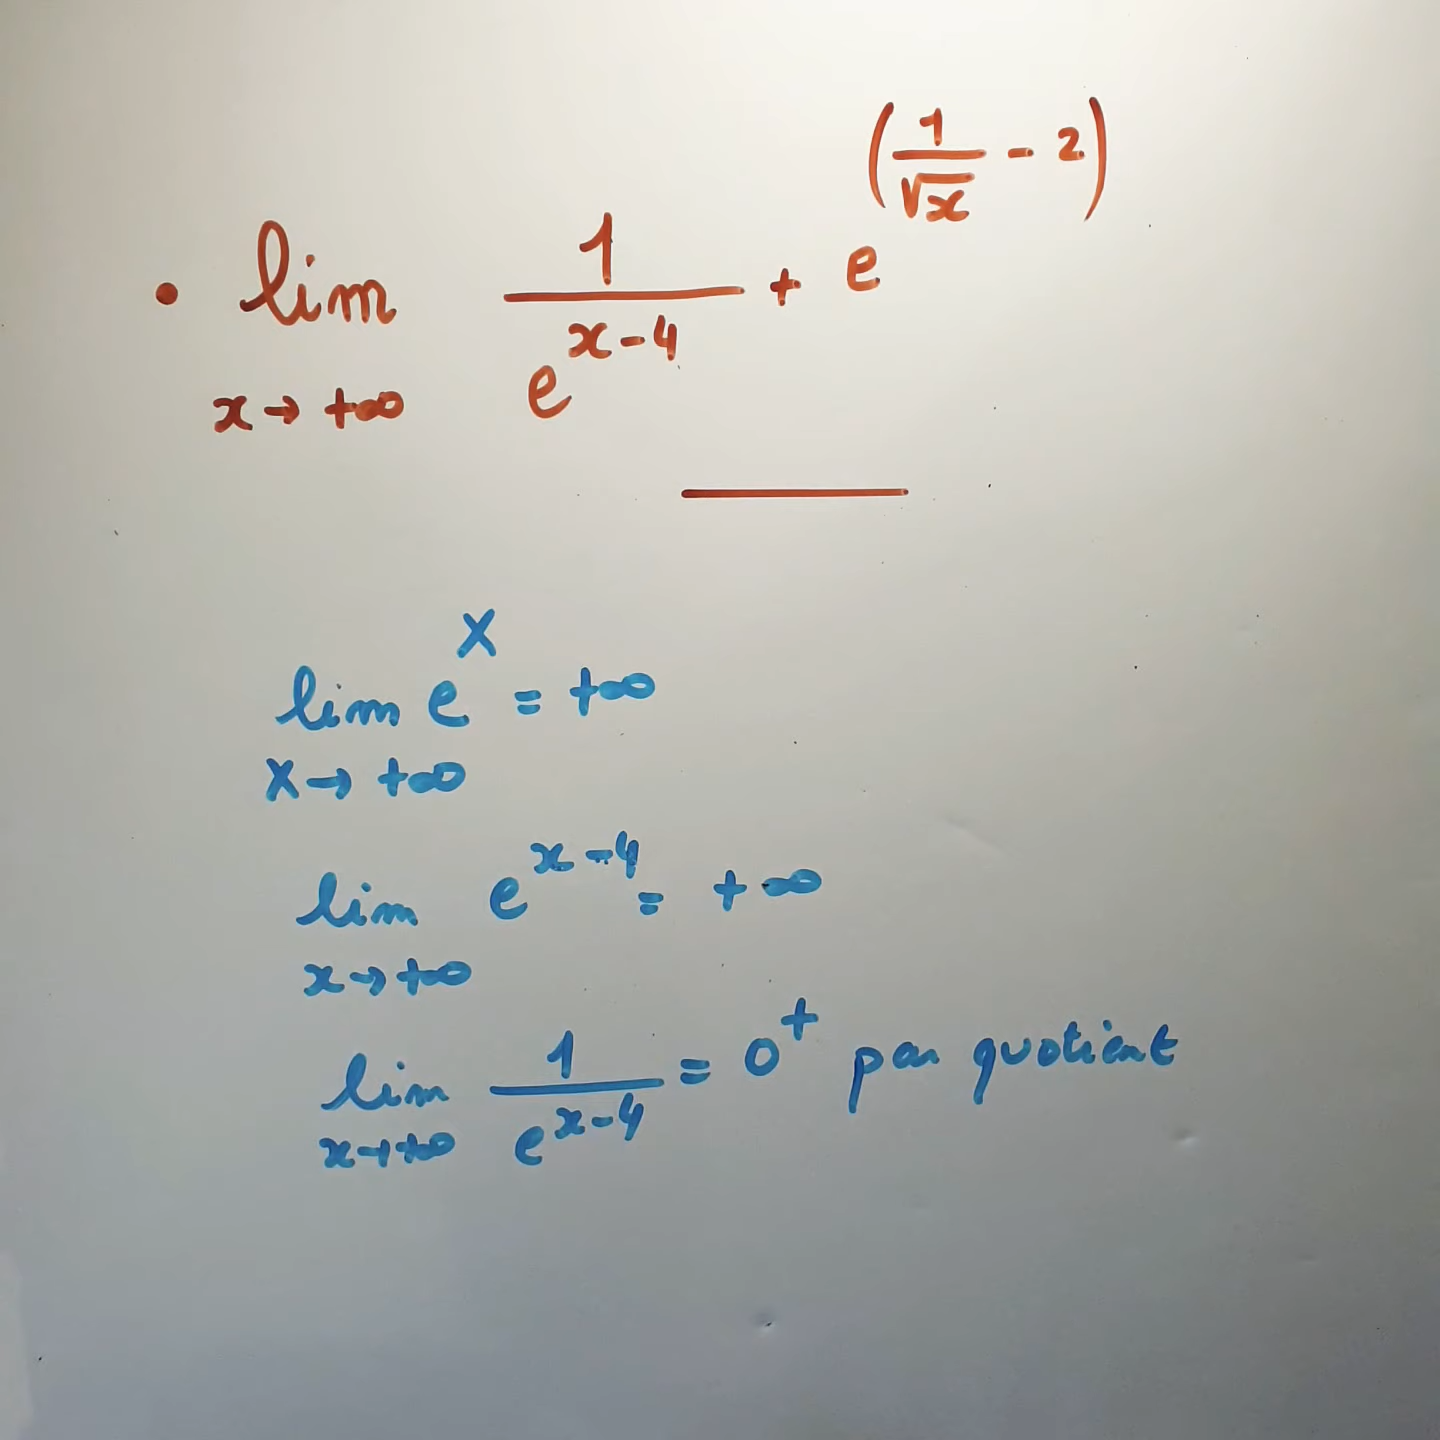 • lim 1/e^(x-4) + e^(1/√x - 2)
x → +∞
lim e^X = +∞
X → +∞
lim e^(x-4) = +∞
x → +∞
lim 1/e^(x-4) = 0^+ par quotient
x → +∞